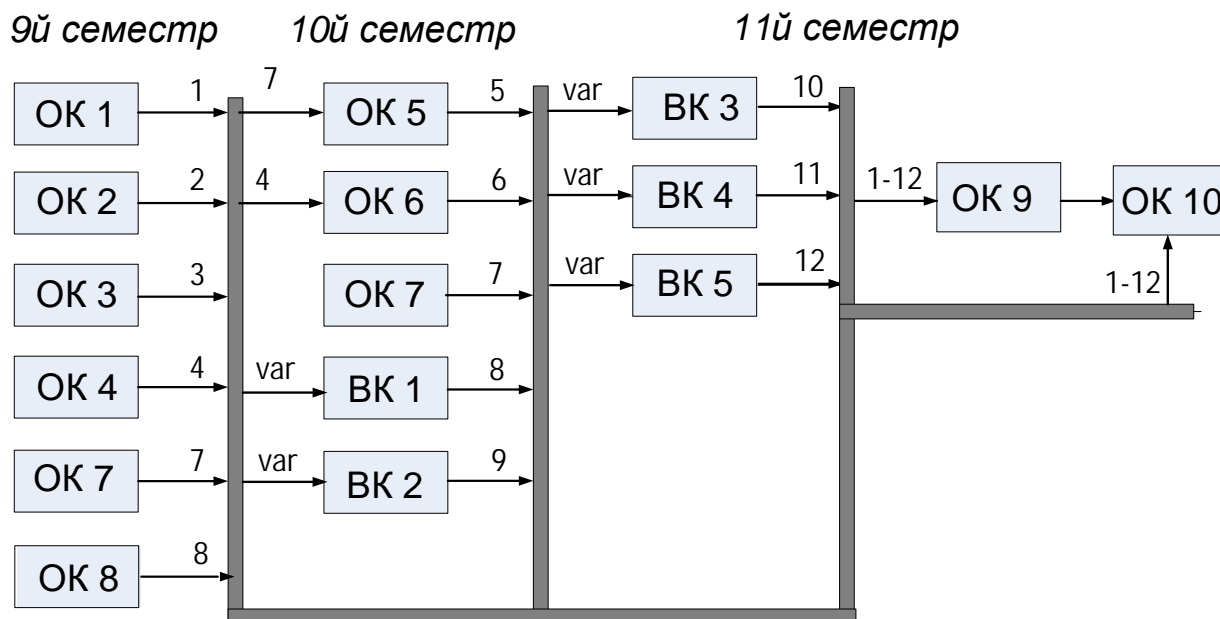 9й семестр 10й семестр 11й семестр
ОК 1 1 7 ОК 5 5 var ВК 3 10
ОК 2 2 4 ОК 6 6 var ВК 4 11 1-12 ОК 9 ОК 10
ОК 3 3 ОК 7 7 var ВК 5 12 1-12
ОК 4 4 var ВК 1 8
ОК 7 7 var ВК 2 9
ОК 8 8